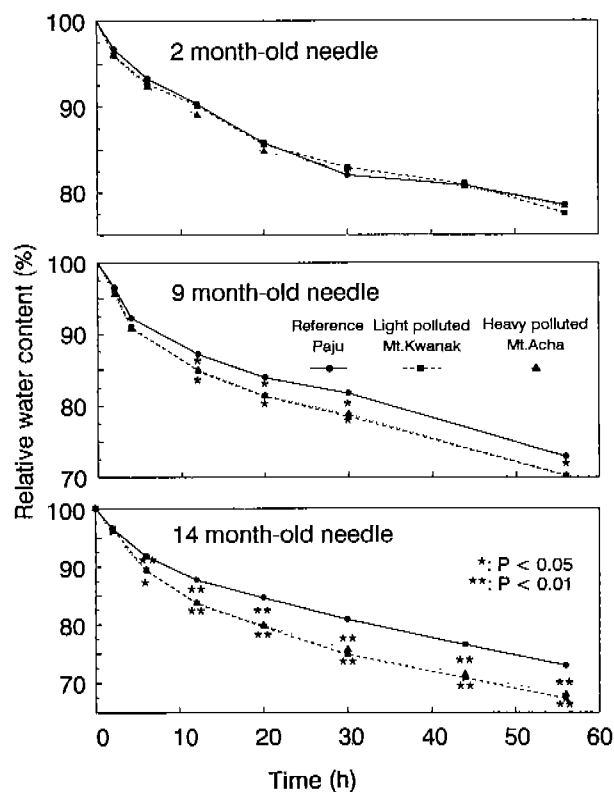 100
90
80
2 month-old needle
Relative water content (%)
100
90
80
70
9 month-old needle
Reference Light polluted Heavy polluted
Paju Mt.Kwanak Mt.Acha
★ ★ ★ ★
★ ★ ★
100
90
80
70
14 month-old needle
★: P < 0.05
★★: P < 0.01
★★ ★★ ★★ ★★ ★★ ★★
★ ★★ ★★ ★★ ★★ ★★
0 10 20 30 40 50 60
Time (h)